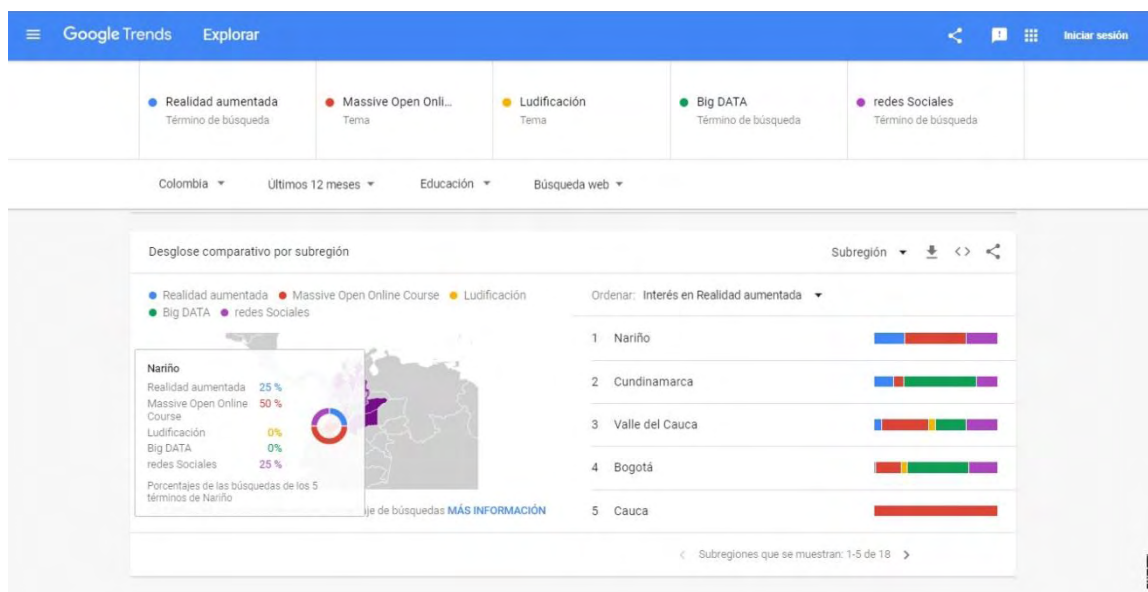 Google Trends Explorar Iniciar sesión
Realidad aumentada
Término de búsqueda
Massive Open Onli...
Tema
Ludificación
Tema
Big DATA
Término de búsqueda
redes Sociales
Término de búsqueda
Colombia Últimos 12 meses Educación Búsqueda web
Desglose comparativo por subregión
Subregión
Realidad aumentada Massive Open Online Course Ludificación
Big DATA redes Sociales
Nariño
Realidad aumentada 25 %
Massive Open Online 50 %
Course
Ludificación 0%
Big DATA 0%
redes Sociales 25 %
Porcentajes de las búsquedas de los 5
términos de Nariño
je de búsquedas MÁS INFORMACIÓN
Ordenar: Interés en Realidad aumentada
1 Nariño
2 Cundinamarca
3 Valle del Cauca
4 Bogotá
5 Cauca
Subregiones que se muestran: 1-5 de 18